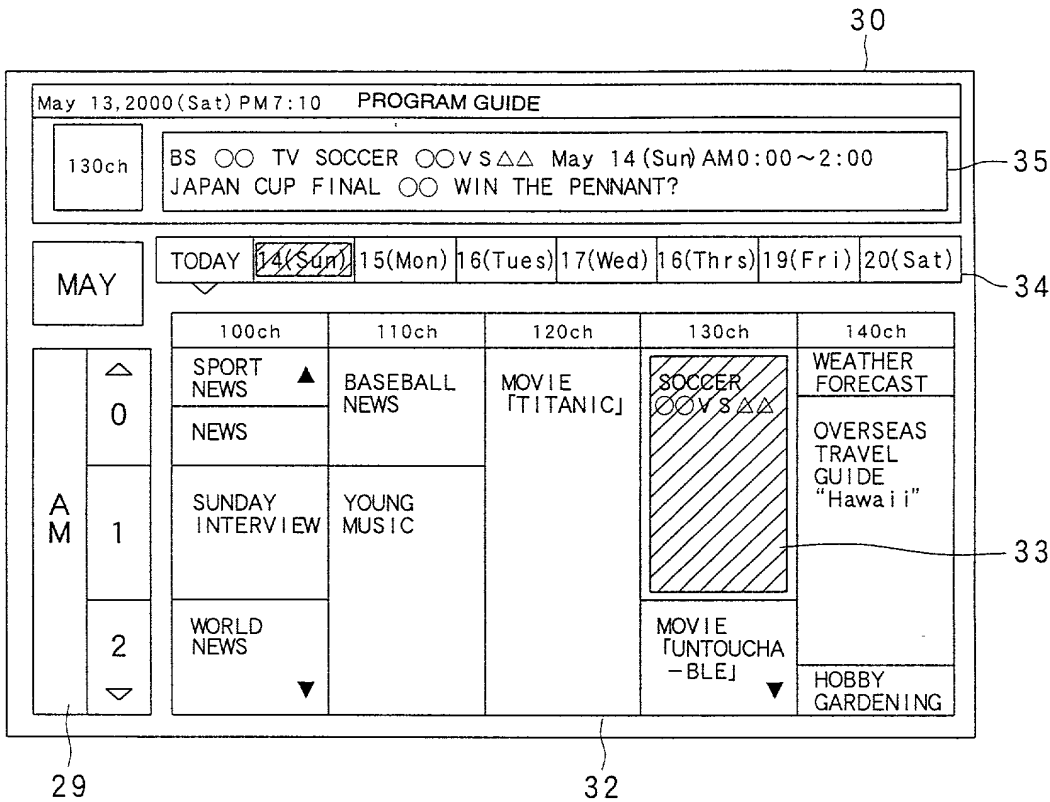 30
May 13,2000(Sat) PM7:10 PROGRAM GUIDE
130ch
BS ○○ TV SOCCER ○○VS△△ May 14(Sun)AM0:00～2:00
JAPAN CUP FINAL ○○ WIN THE PENNANT?
35
MAY
TODAY 14(Sun) 15(Mon) 16(Tues) 17(Wed) 16(Thrs) 19(Fri) 20(Sat)
34
100ch 110ch 120ch 130ch 140ch
AM
0
1
2
SPORT
NEWS ▲
NEWS
SUNDAY
INTERVIEW
WORLD
NEWS
▼
BASEBALL
NEWS
YOUNG
MUSIC
MOVIE
「TITANIC」
SOCCER
○○VS△△
MOVIE
「UNTOUCHA
-BLE」
▼
WEATHER
FORECAST
OVERSEAS
TRAVEL
GUIDE
“Hawaii”
HOBBY
GARDENING
33
29
32